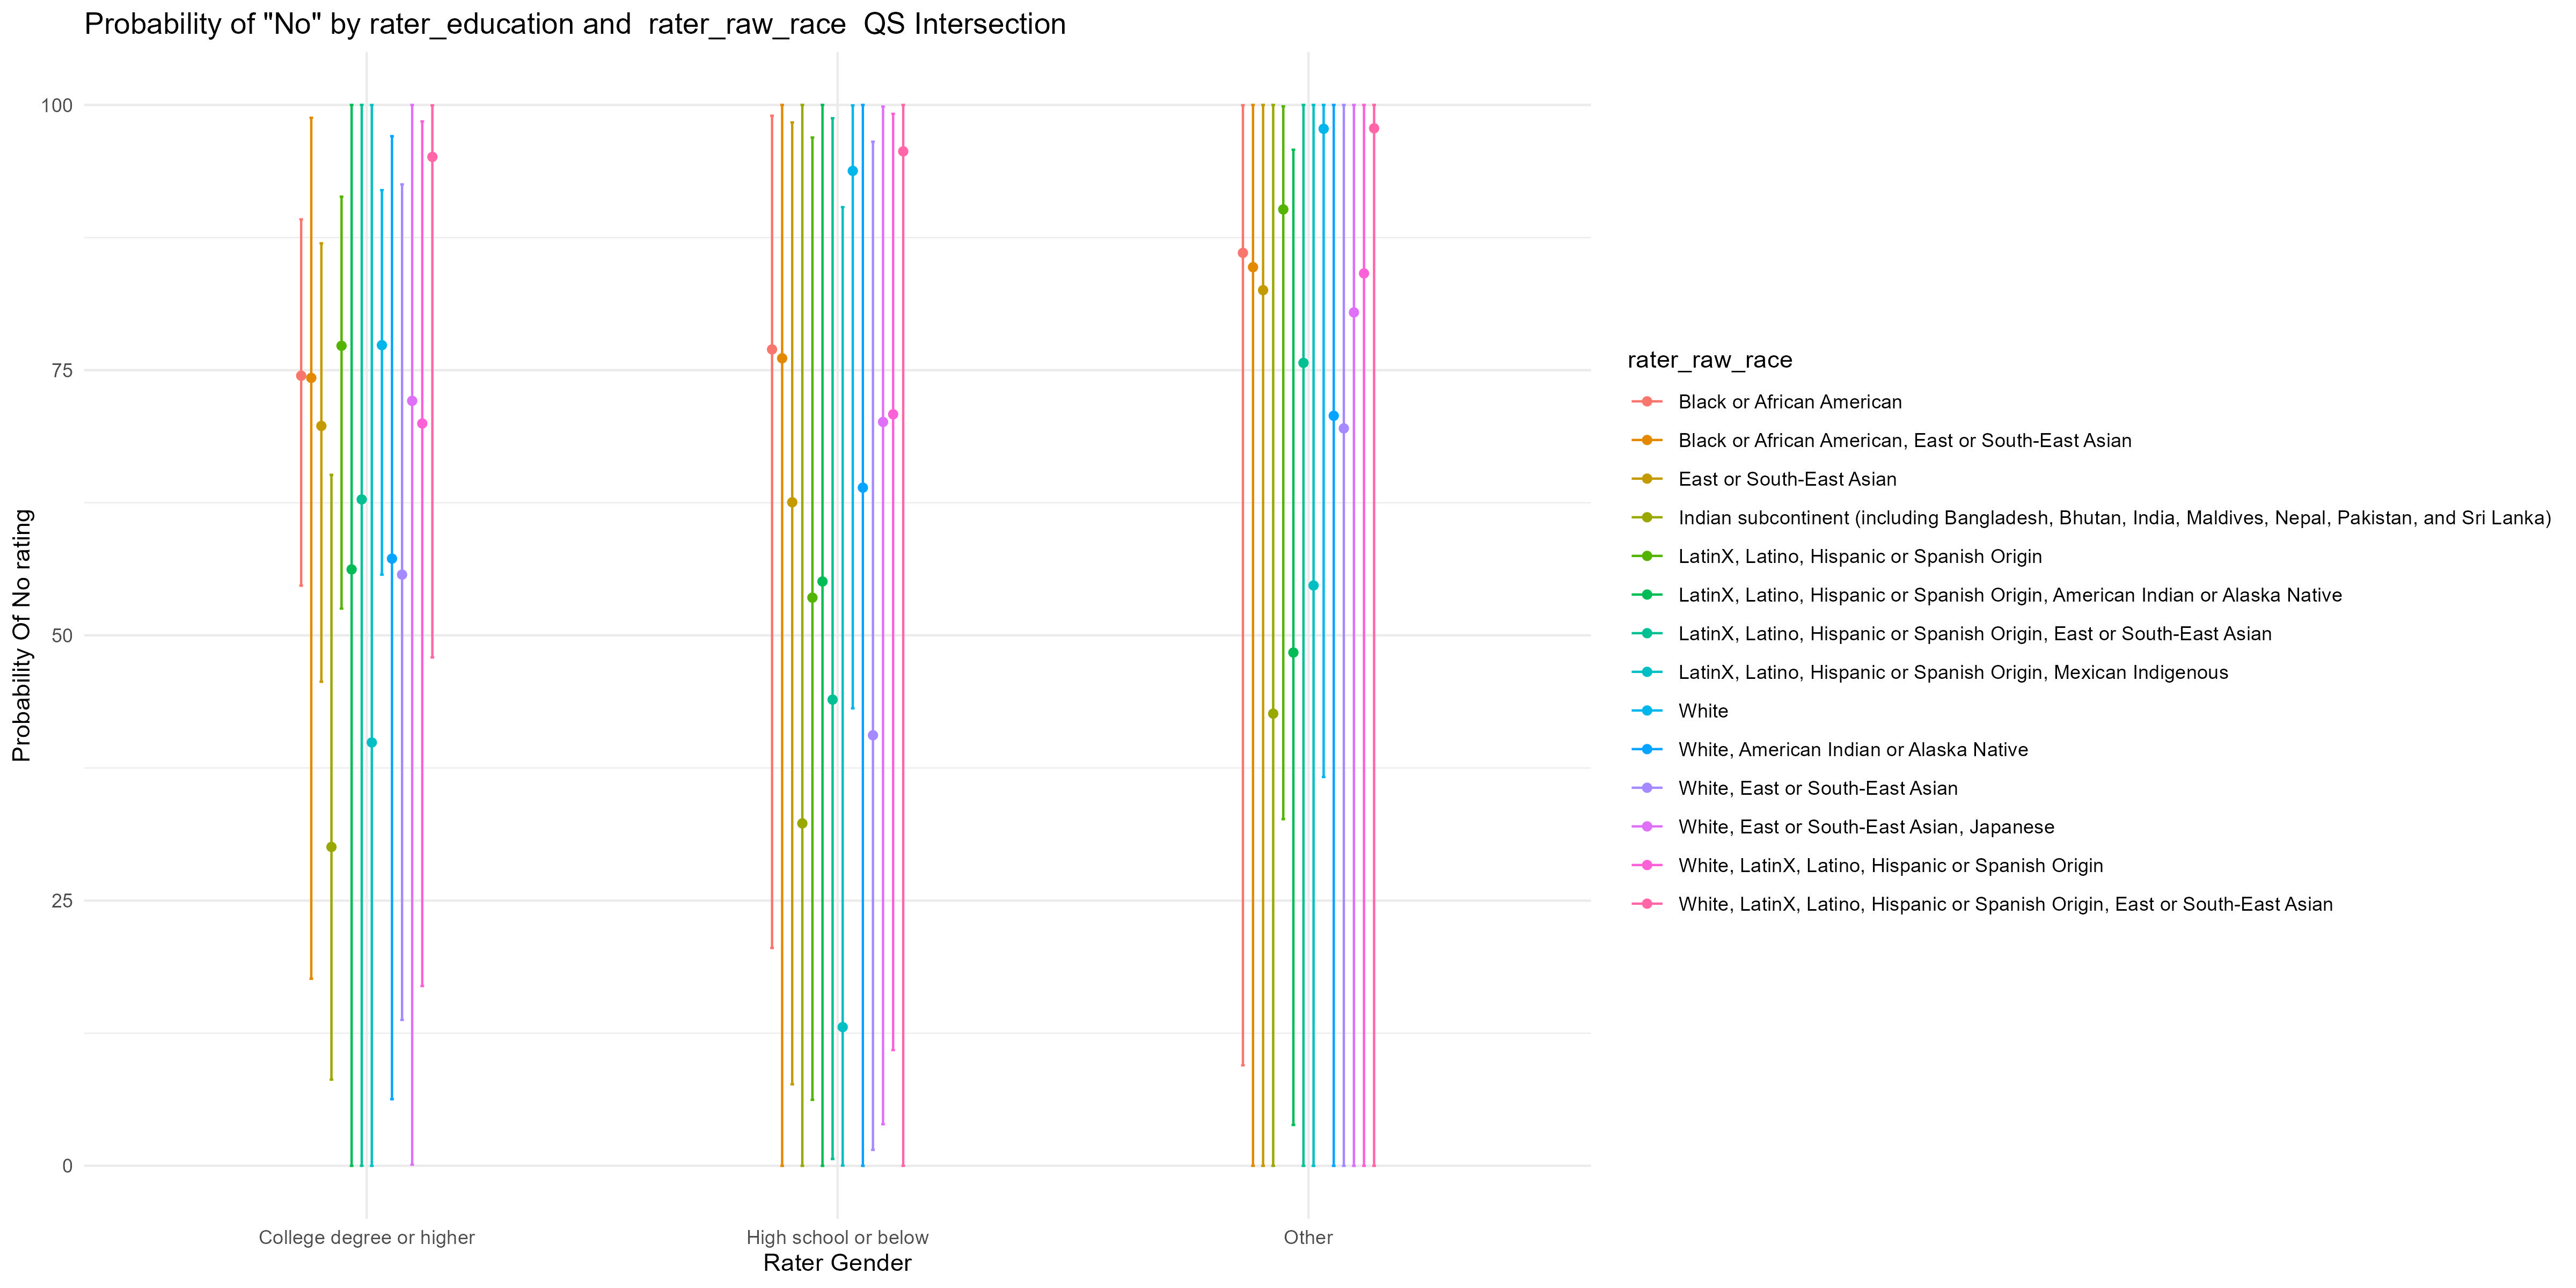 Probability of "No" by rater_education and  rater_raw_race  QS Intersection
Probability Of No rating
100
75
50
25
0
College degree or higher
High school or below
Other
Rater Gender
rater_raw_race
Black or African American
Black or African American, East or South-East Asian
East or South-East Asian
Indian subcontinent (including Bangladesh, Bhutan, India, Maldives, Nepal, Pakistan, and Sri Lanka)
LatinX, Latino, Hispanic or Spanish Origin
LatinX, Latino, Hispanic or Spanish Origin, American Indian or Alaska Native
LatinX, Latino, Hispanic or Spanish Origin, East or South-East Asian
LatinX, Latino, Hispanic or Spanish Origin, Mexican Indigenous
White
White, American Indian or Alaska Native
White, East or South-East Asian
White, East or South-East Asian, Japanese
White, LatinX, Latino, Hispanic or Spanish Origin
White, LatinX, Latino, Hispanic or Spanish Origin, East or South-East Asian